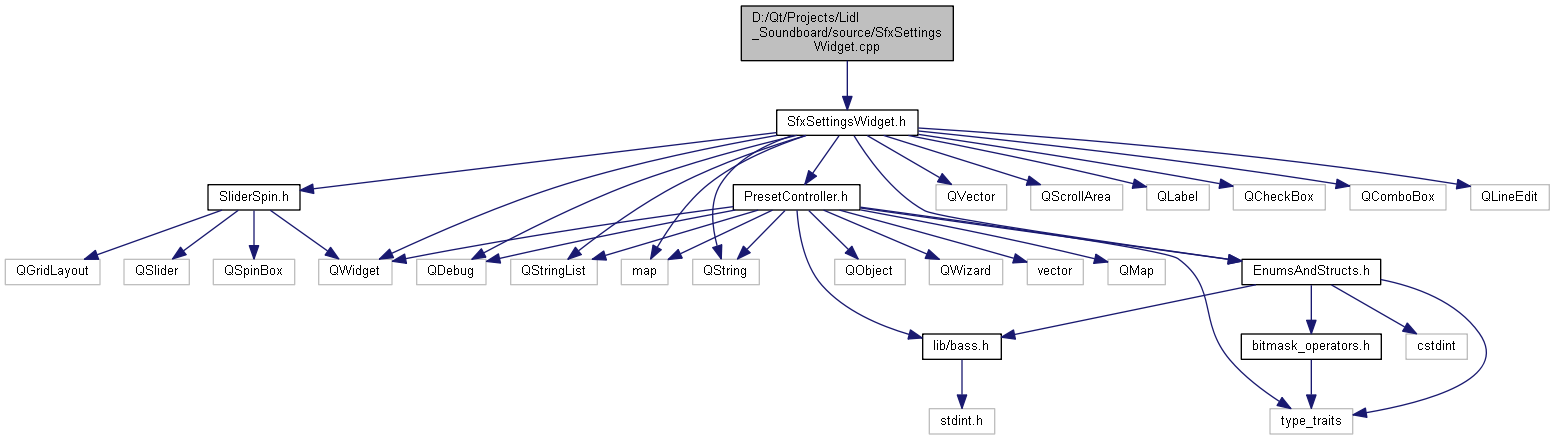 D:/Qt/Projects/Lidl
_Soundboard/source/SfxSettings
Widget.cpp
SfxSettingsWidget.h
SliderSpin.h
PresetController.h
QVector
QScrollArea
QLabel
QCheckBox
QComboBox
QLineEdit
QGridLayout
QSlider
QSpinBox
QWidget
QDebug
QStringList
map
QString
QObject
QWizard
vector
QMap
EnumsAndStructs.h
lib/bass.h
bitmask_operators.h
cstdint
stdint.h
type_traits